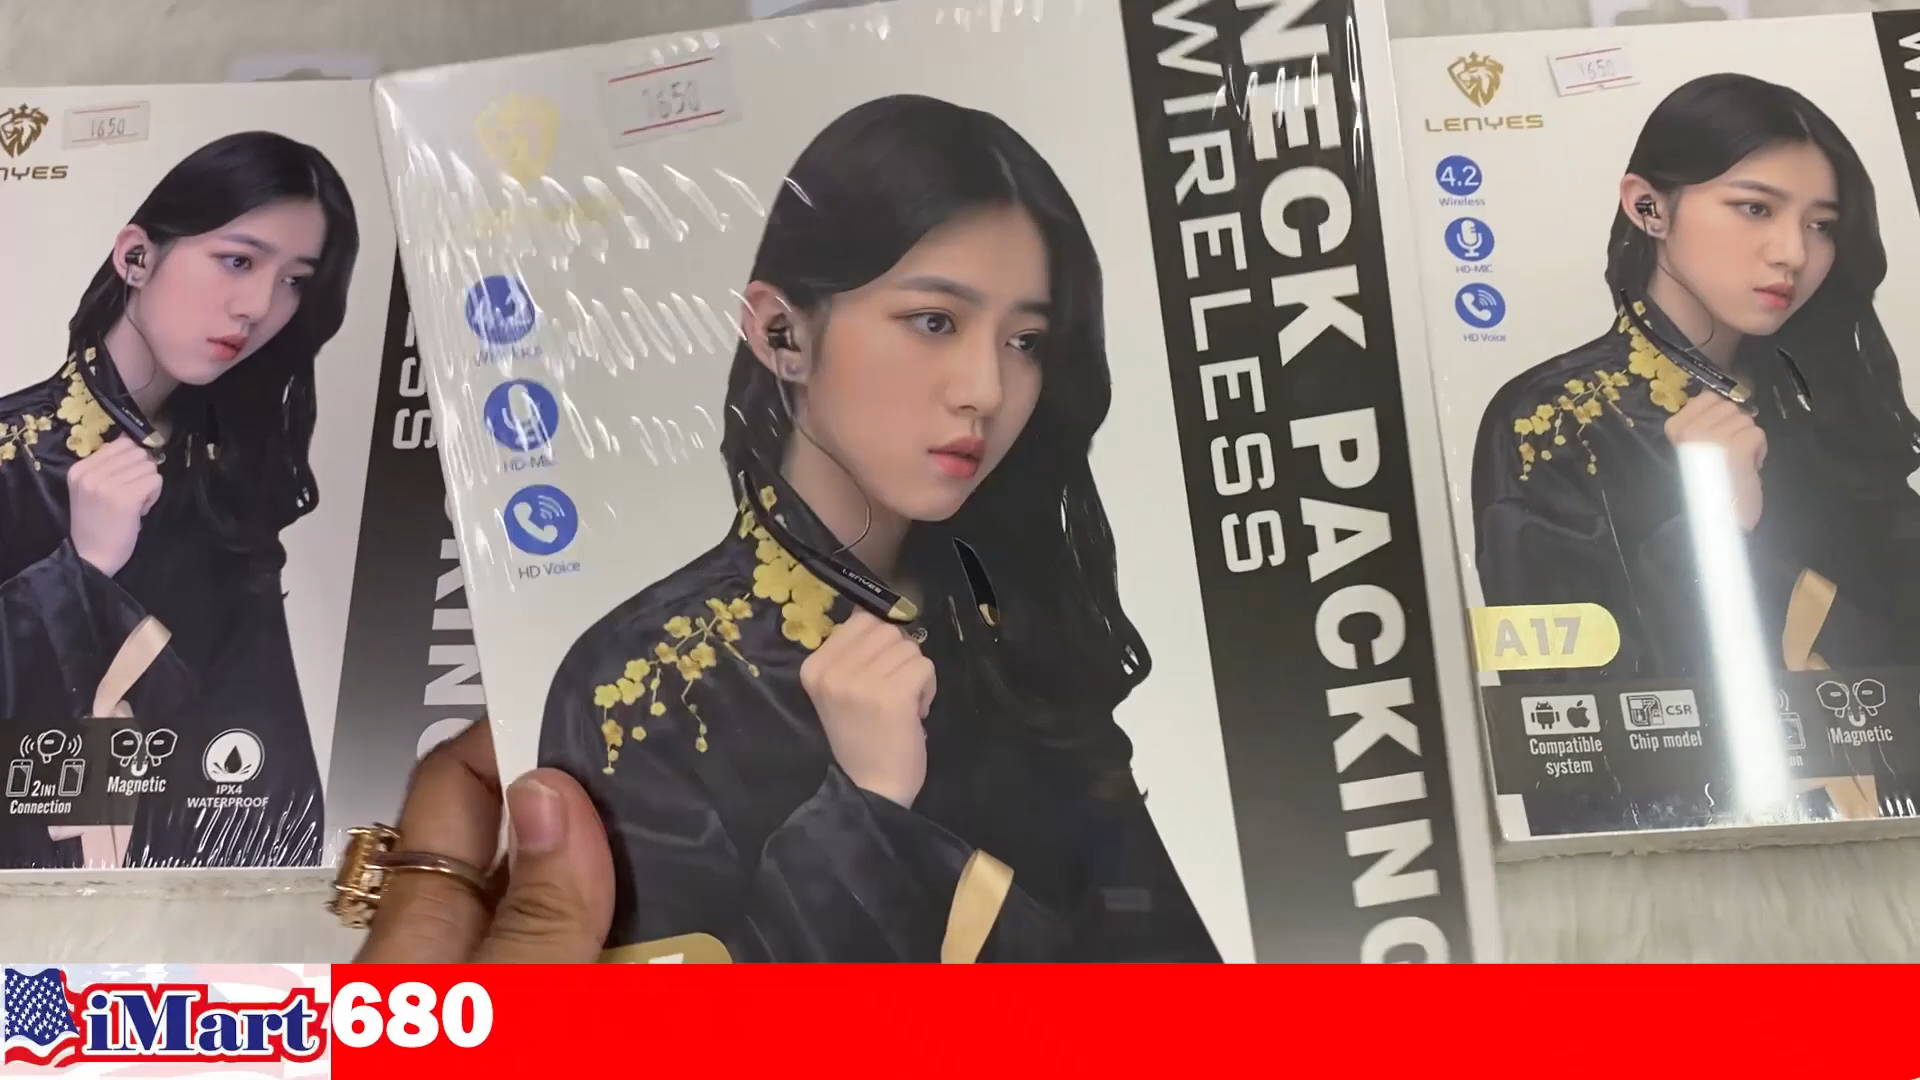 NYES
1650
2IN1
Connection
Magnetic
IPX4
WATERPROOF
1650
HD-MIC
HD Voice
LENYES
NECK PACKING
WIRELESS
LENYES
1650
4.2
Wireless
HD-MIC
HD Voice
A17
Compatible
system
CSR
Chip model
Magnetic
iMart
680